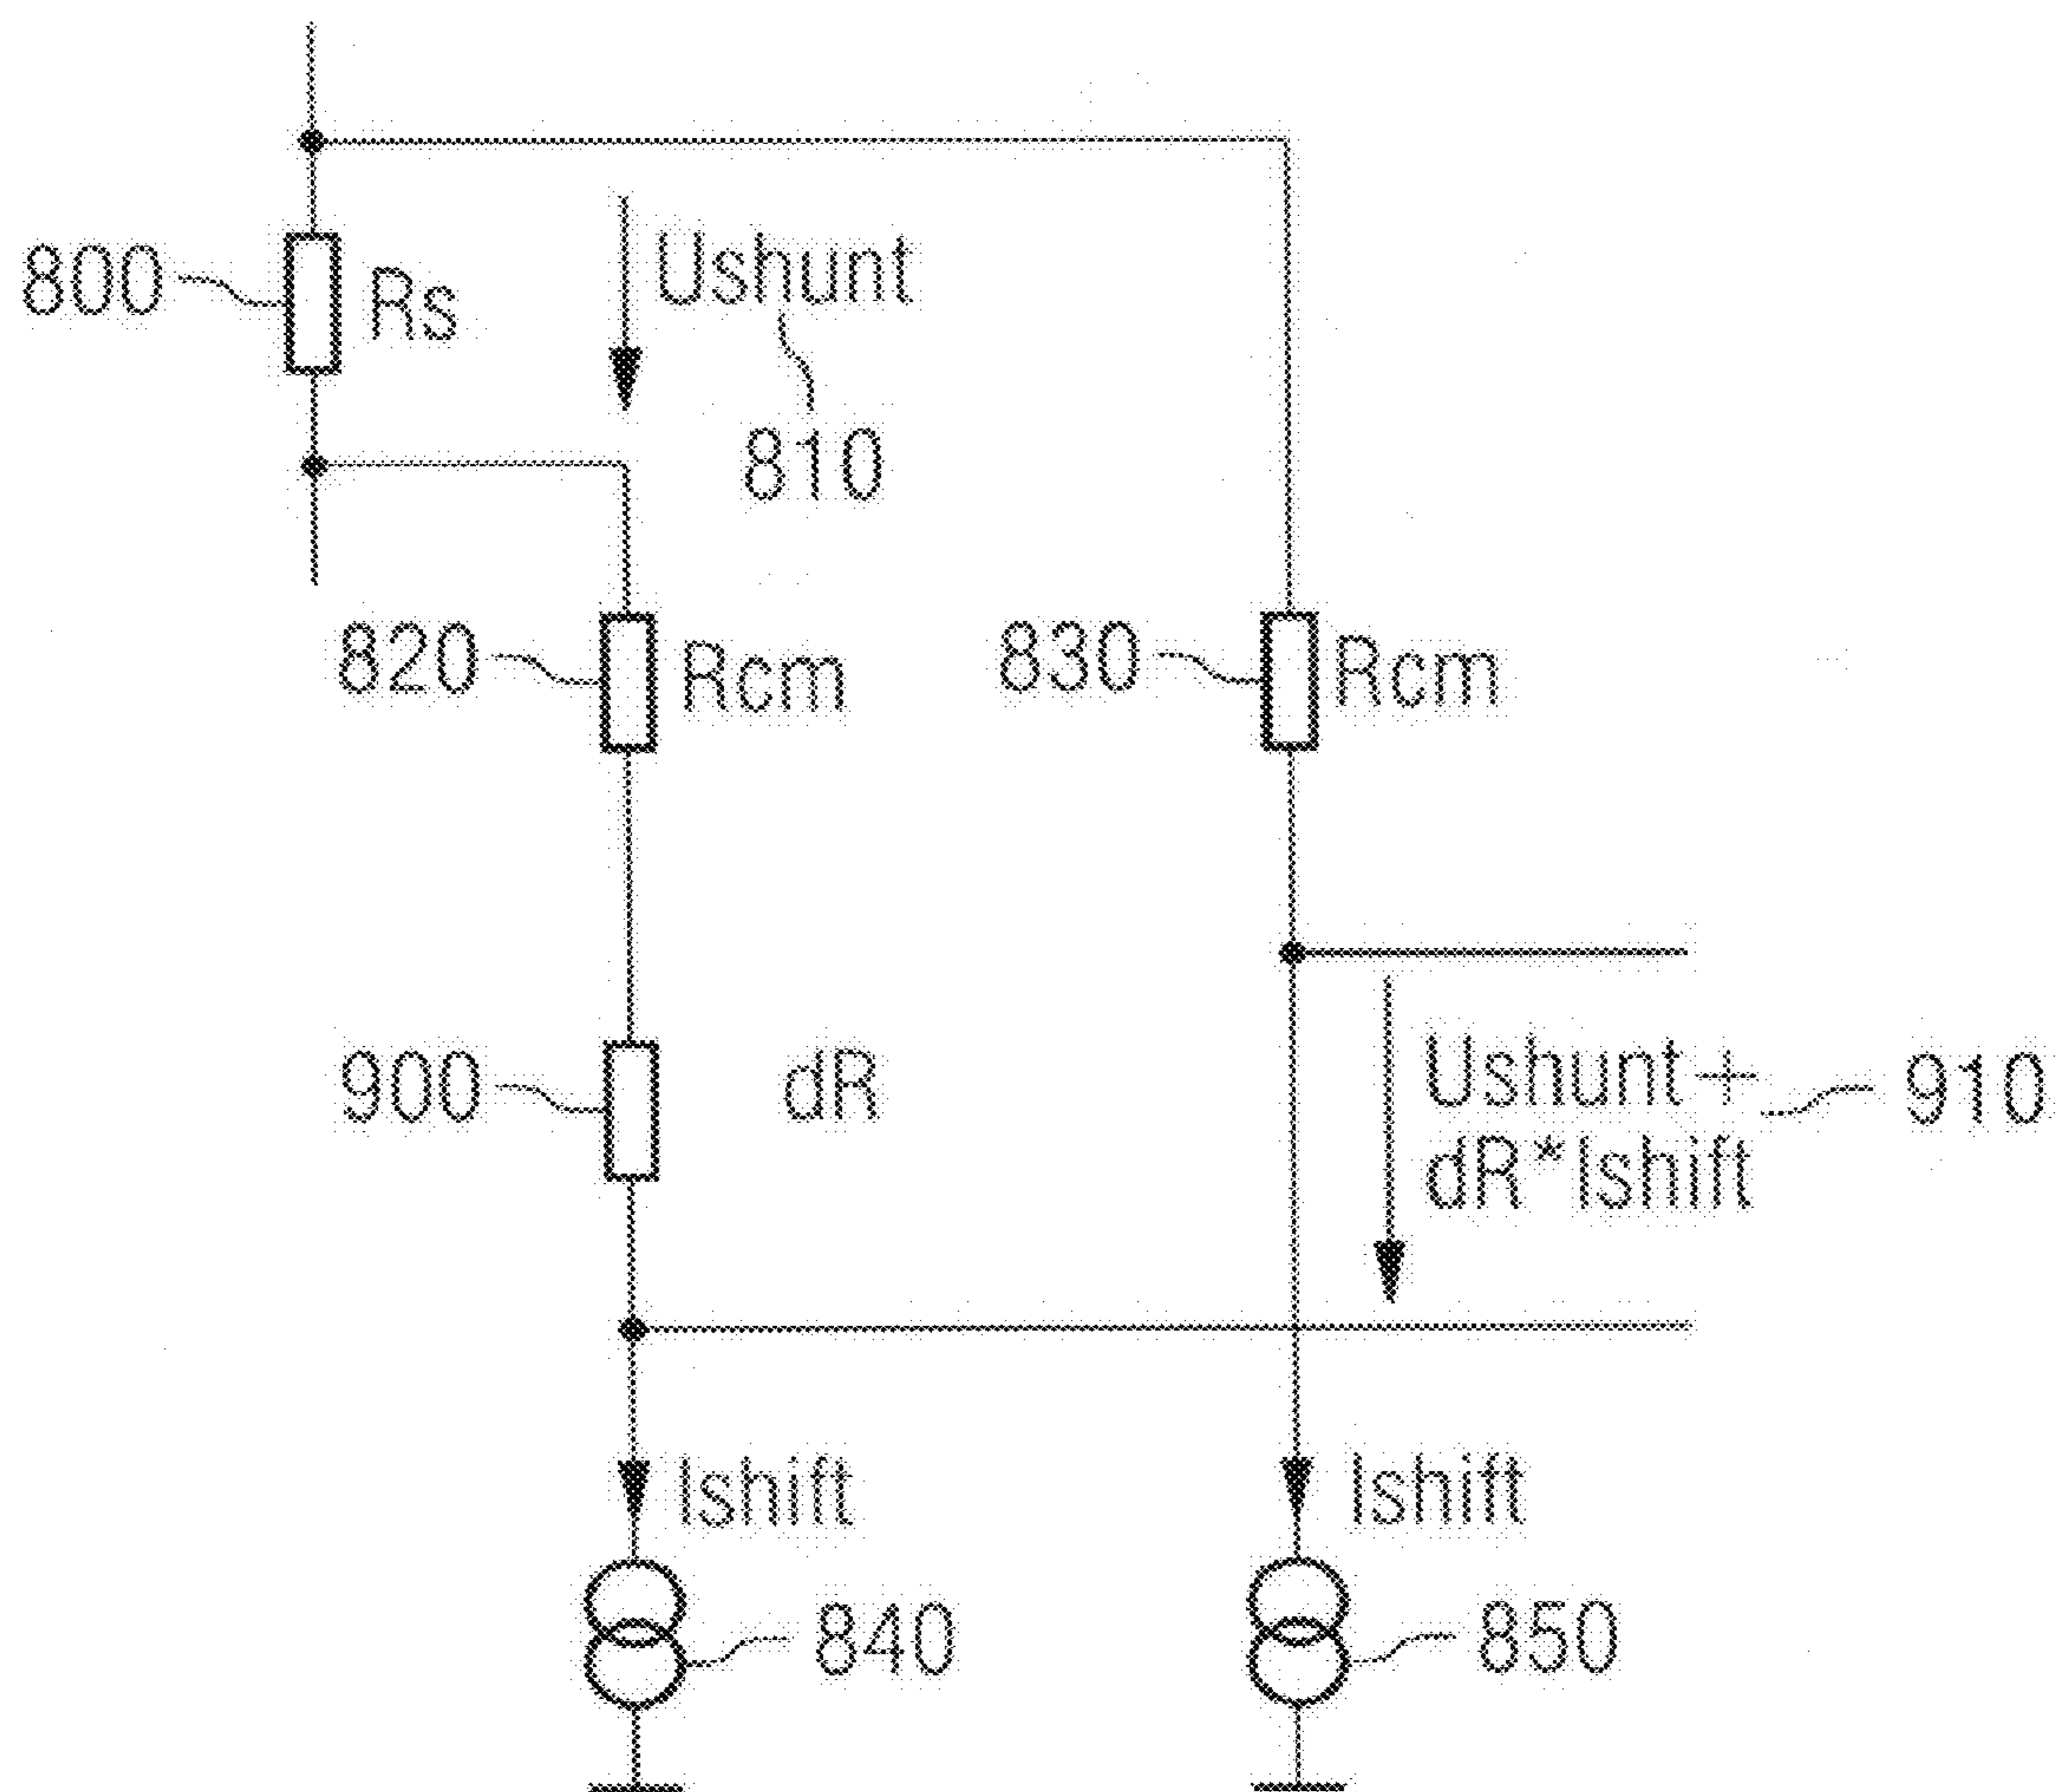 800
Rs
Ushunt
810
820
Rcm
830
Rcm
900
dR
Ushunt +
dR*Ishift
910
Ishift
Ishift
840
850